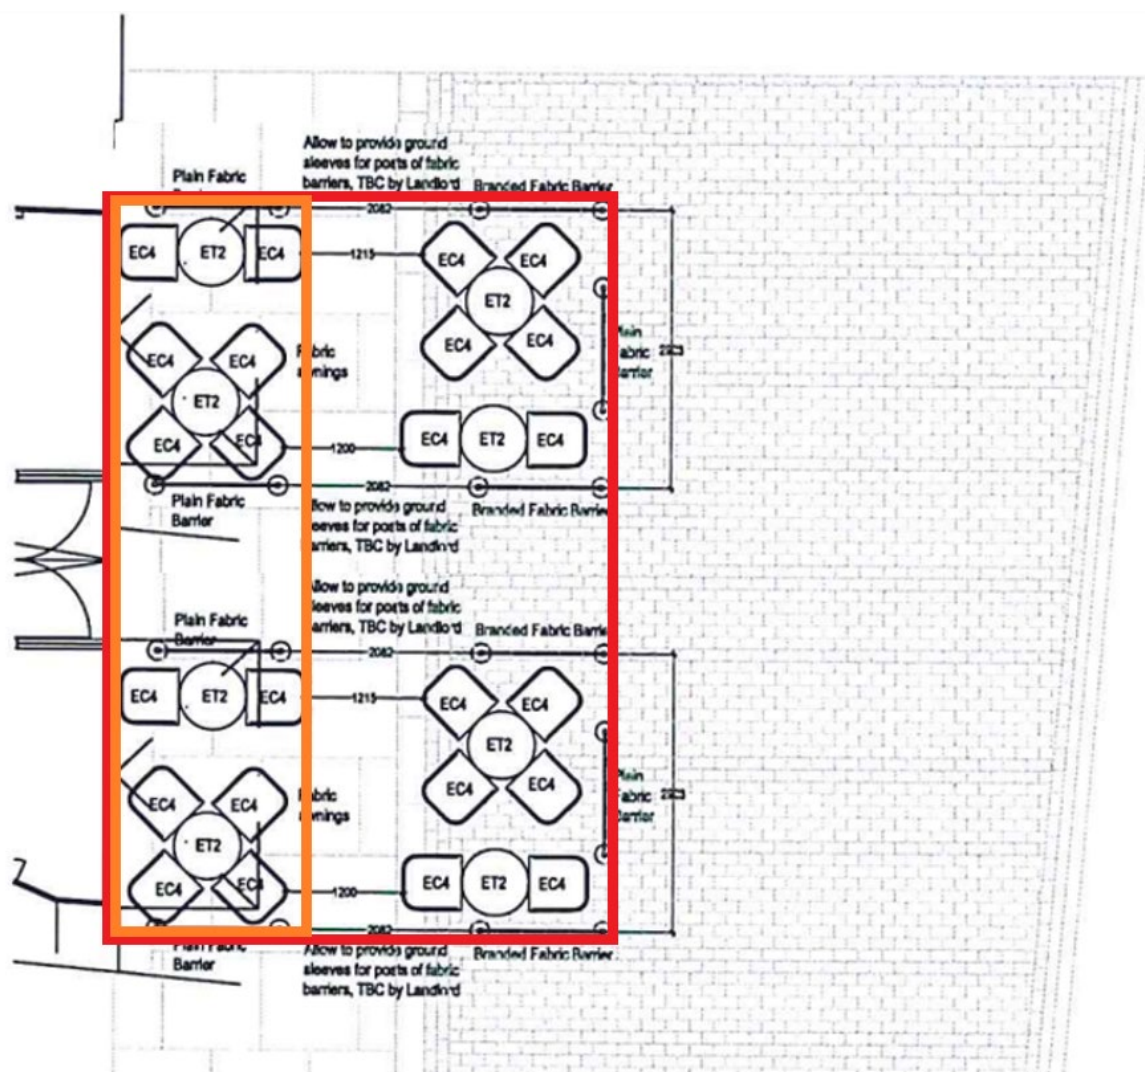 Allow to provide ground
sleeves for posts of fabric
barriers, TBC by Landlord
Plain Fabric
Branded Fabric Barrier
2082
EC4
ET2
EC4
1215
EC4
EC4
ET2
EC4
EC4
EC4
EC4
ET2
EC4
EC4
Fabric
awnings
Plain
Fabric
Barrier
1200
EC4
ET2
EC4
2082
Plain Fabric
Barrier
Allow to provide ground
sleeves for posts of fabric
barriers, TBC by Landlord
Branded Fabric Barrier
Allow to provide ground
sleeves for posts of fabric
barriers, TBC by Landlord
Plain Fabric
Barrier
Branded Fabric Barrier
2082
EC4
ET2
EC4
1215
EC4
EC4
ET2
EC4
EC4
EC4
EC4
ET2
EC4
EC4
Fabric
awnings
Plain
Fabric
Barrier
1200
EC4
ET2
EC4
2082
Plain Fabric
Barrier
Allow to provide ground
sleeves for posts of fabric
barriers, TBC by Landlord
Branded Fabric Barrier